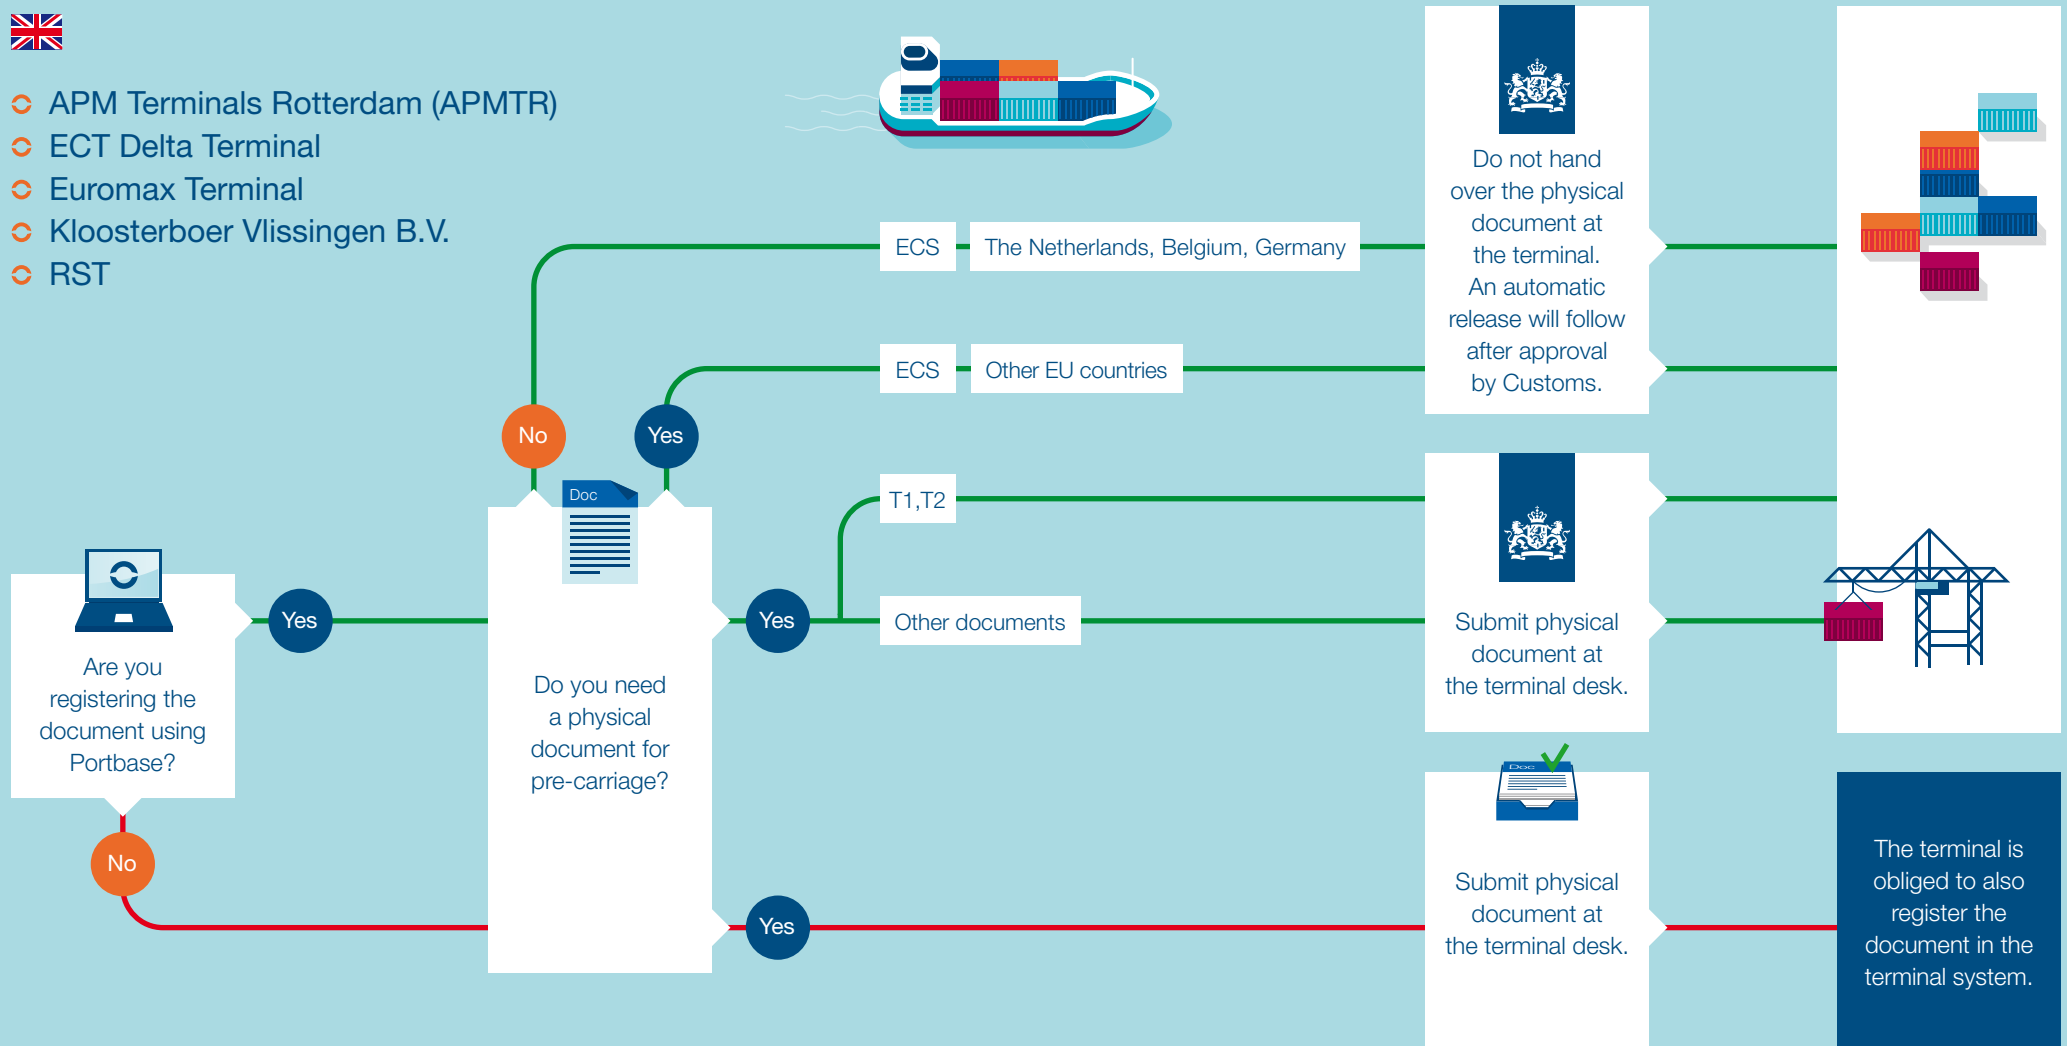 APM Terminals Rotterdam (APMTR)
ECT Delta Terminal
Euromax Terminal
Kloosterboer Vlissingen B.V.
RST
Are you
registering the
document using
Portbase?
Yes
No
Doc
Do you need
a physical
document for
pre-carriage?
No
Yes
Yes
Yes
ECS
The Netherlands, Belgium, Germany
ECS
Other EU countries
T1,T2
Other documents
Do not hand
over the physical
document at
the terminal.
An automatic
release will follow
after approval
by Customs.
Submit physical
document at
the terminal desk.
Doc
Submit physical
document at
the terminal desk.
The terminal is
obliged to also
register the
document in the
terminal system.